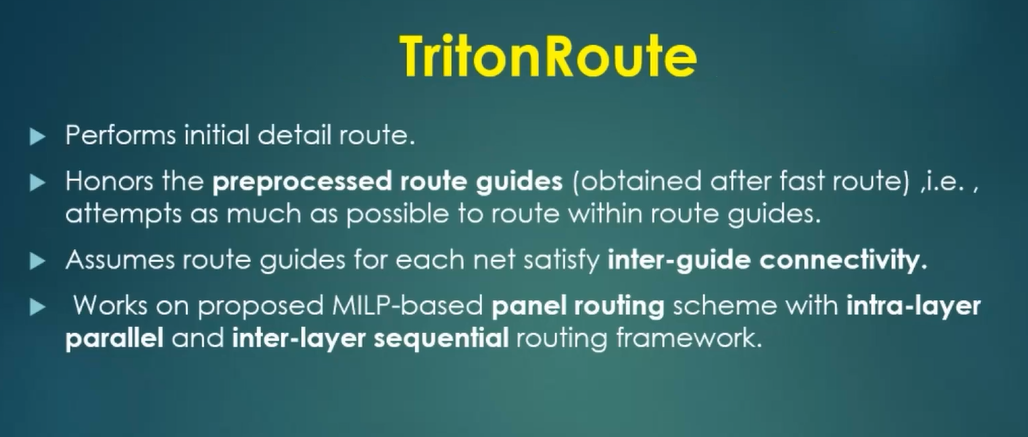 TritonRoute
Performs initial detail route.
Honors the preprocessed route guides (obtained after fast route) ,i.e. ,
attempts as much as possible to route within route guides.
Assumes route guides for each net satisfy inter-guide connectivity.
Works on proposed MILP-based panel routing scheme with intra-layer
parallel and inter-layer sequential routing framework.